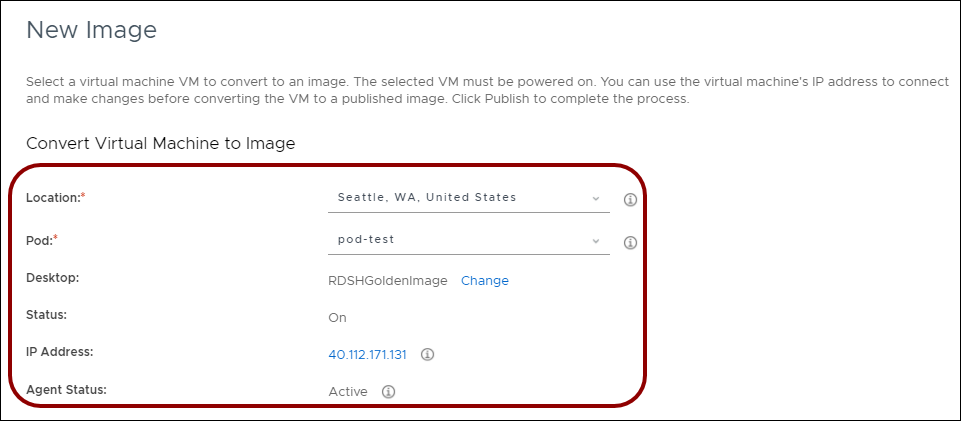 New Image
Select a virtual machine VM to convert to an image. The selected VM must be powered on. You can use the virtual machine's IP address to connect
and make changes before converting the VM to a published image. Click Publish to complete the process.
Convert Virtual Machine to Image
Location:* Seattle, WA, United States
Pod:* pod-test
Desktop: RDSHGoldenImage Change
Status: On
IP Address: 40.112.171.131
Agent Status: Active